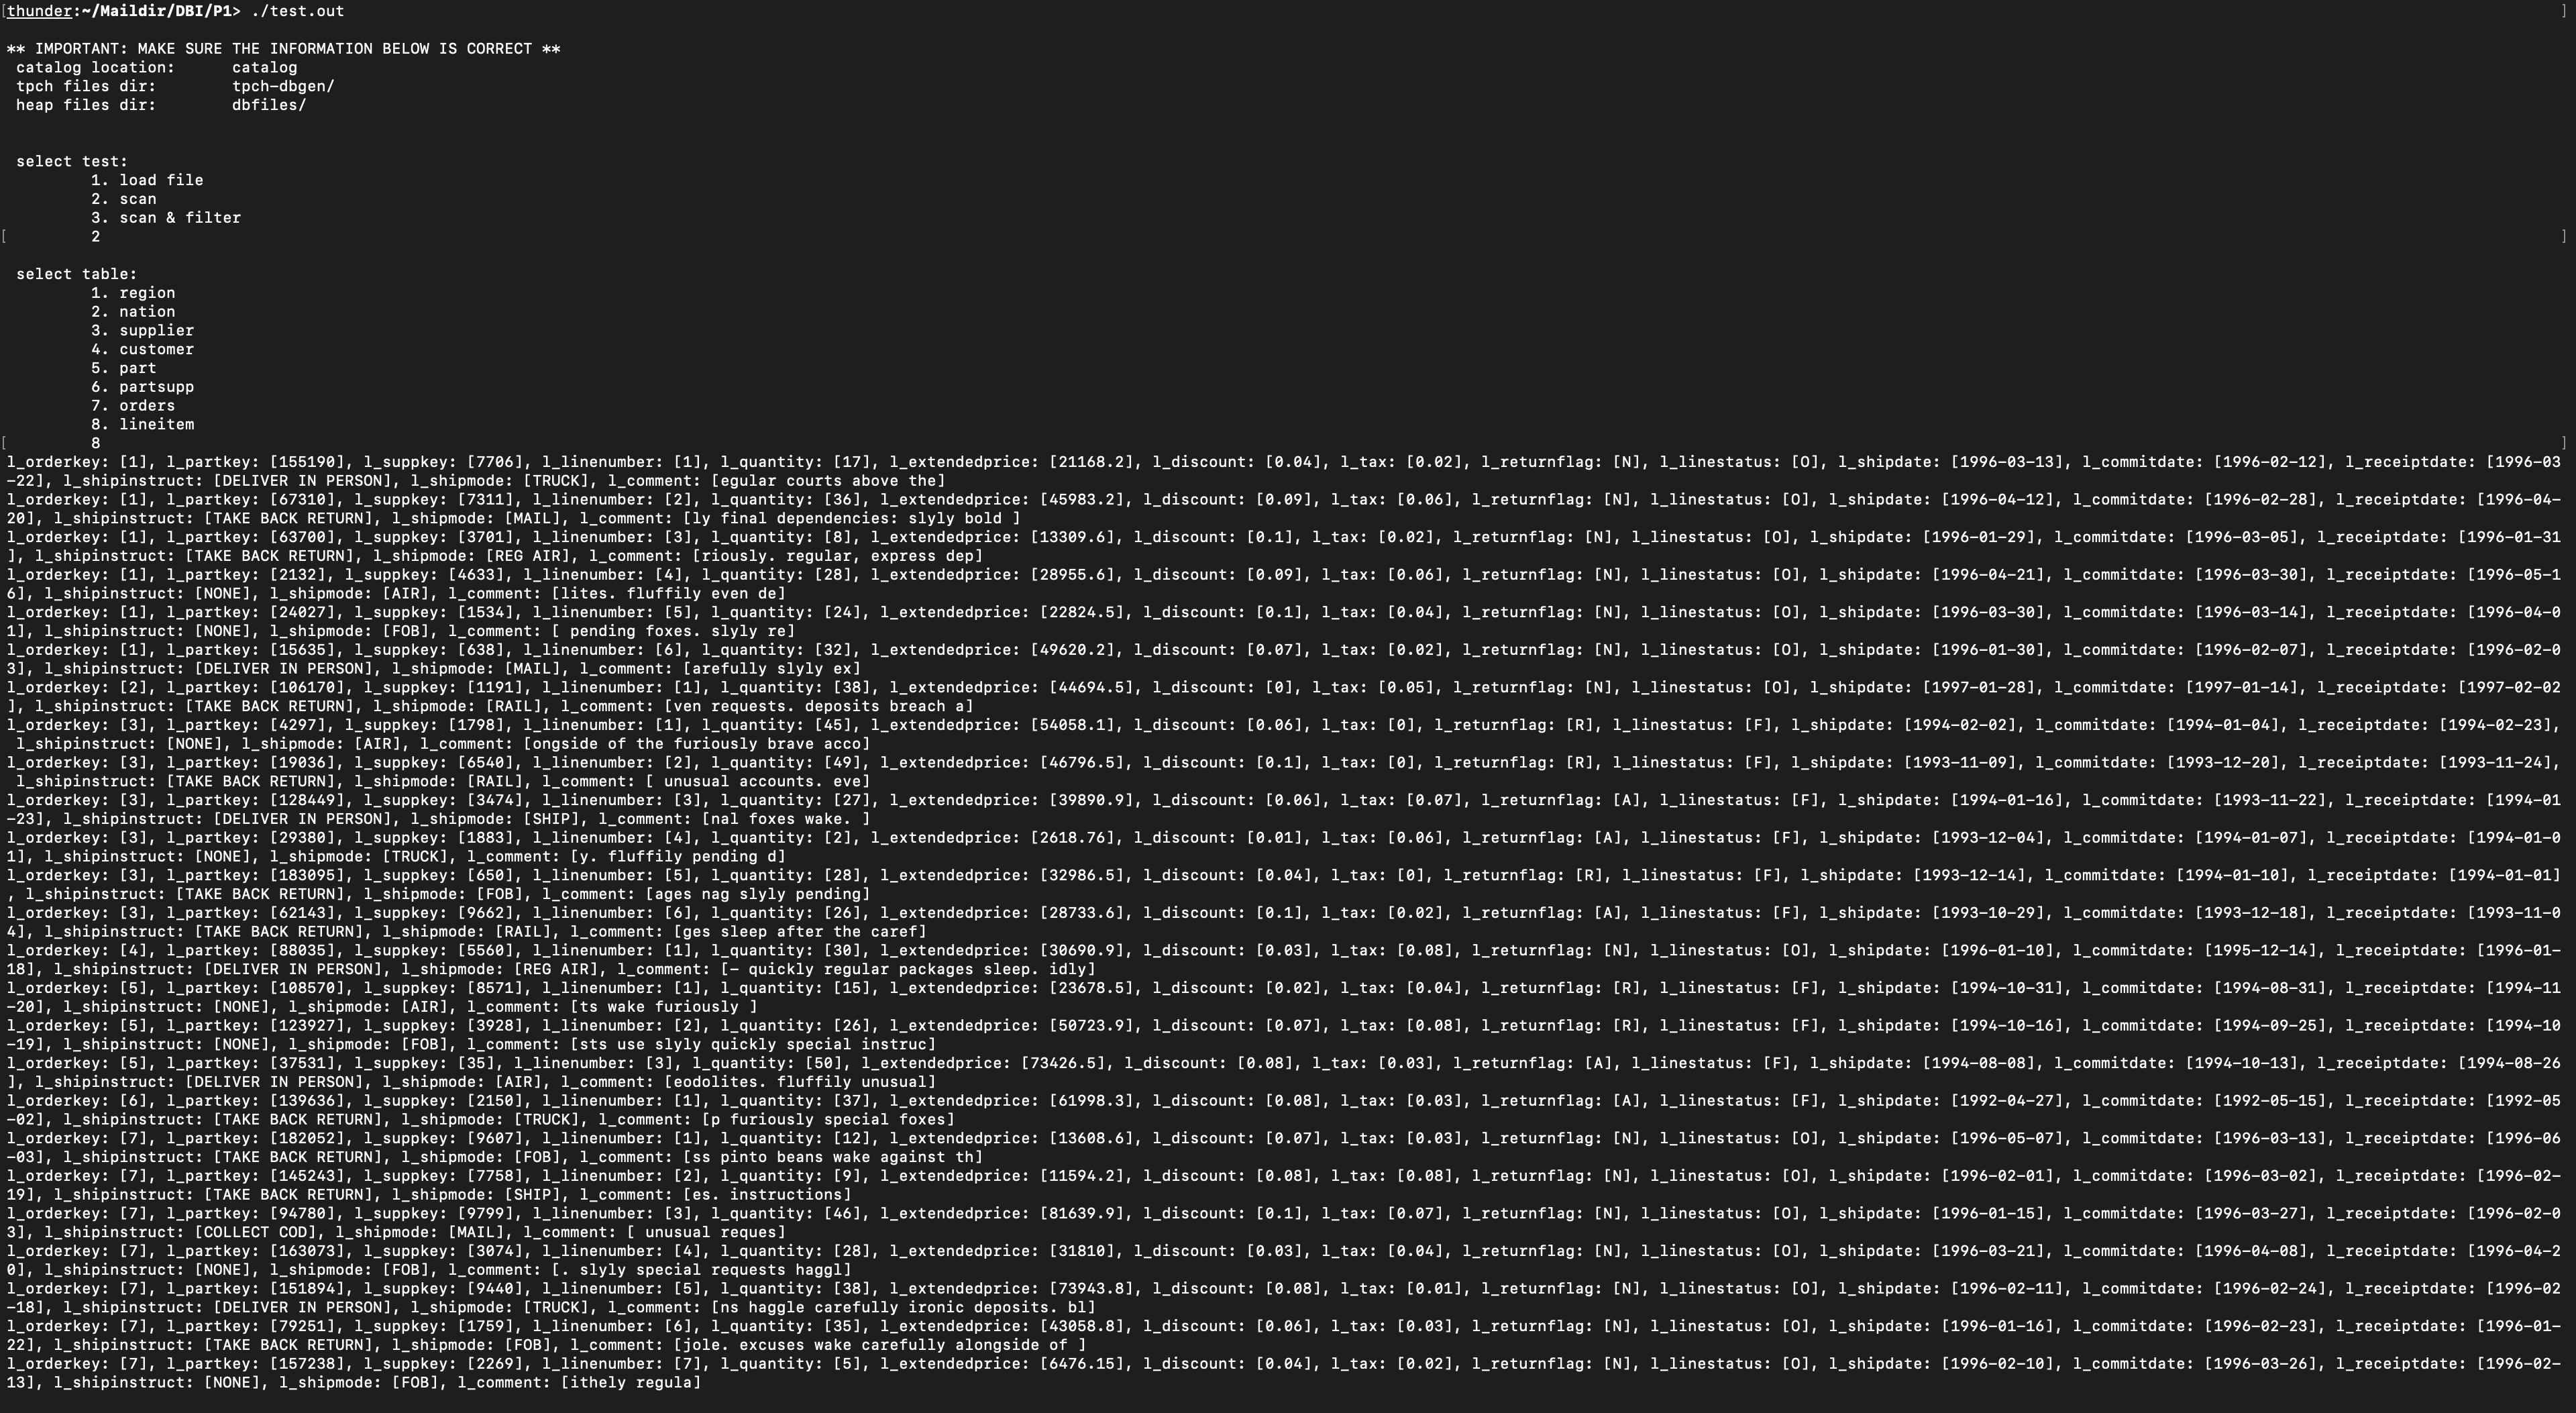 [thunder:~/Maildir/DBI/P1> ./test.out ]
** IMPORTANT: MAKE SURE THE INFORMATION BELOW IS CORRECT **
catalog location: catalog
tpch files dir: tpch-dbgen/
heap files dir: dbfiles/
select test:
1. load file
2. scan
3. scan & filter
[ 2 ]
select table:
1. region
2. nation
3. supplier
4. customer
5. part
6. partsupp
7. orders
8. lineitem
[ 8 ]
l_orderkey: [1], l_partkey: [155190], l_suppkey: [7706], l_linenumber: [1], l_quantity: [17], l_extendedprice: [21168.2], l_discount: [0.04], l_tax: [0.02], l_returnflag: [N], l_linestatus: [O], l_shipdate: [1996-03-13], l_commitdate: [1996-02-12], l_receiptdate: [1996-03
-22], l_shipinstruct: [DELIVER IN PERSON], l_shipmode: [TRUCK], l_comment: [egular courts above the]
l_orderkey: [1], l_partkey: [67310], l_suppkey: [7311], l_linenumber: [2], l_quantity: [36], l_extendedprice: [45983.2], l_discount: [0.09], l_tax: [0.06], l_returnflag: [N], l_linestatus: [O], l_shipdate: [1996-04-12], l_commitdate: [1996-02-28], l_receiptdate: [1996-04-
20], l_shipinstruct: [TAKE BACK RETURN], l_shipmode: [MAIL], l_comment: [ly final dependencies: slyly bold ]
l_orderkey: [1], l_partkey: [63700], l_suppkey: [3701], l_linenumber: [3], l_quantity: [8], l_extendedprice: [13309.6], l_discount: [0.1], l_tax: [0.02], l_returnflag: [N], l_linestatus: [O], l_shipdate: [1996-01-29], l_commitdate: [1996-03-05], l_receiptdate: [1996-01-31
], l_shipinstruct: [TAKE BACK RETURN], l_shipmode: [REG AIR], l_comment: [riously. regular, express dep]
l_orderkey: [1], l_partkey: [2132], l_suppkey: [4633], l_linenumber: [4], l_quantity: [28], l_extendedprice: [28955.6], l_discount: [0.09], l_tax: [0.06], l_returnflag: [N], l_linestatus: [O], l_shipdate: [1996-04-21], l_commitdate: [1996-03-30], l_receiptdate: [1996-05-1
6], l_shipinstruct: [NONE], l_shipmode: [AIR], l_comment: [lites. fluffily even de]
l_orderkey: [1], l_partkey: [24027], l_suppkey: [1534], l_linenumber: [5], l_quantity: [24], l_extendedprice: [22824.5], l_discount: [0.1], l_tax: [0.04], l_returnflag: [N], l_linestatus: [O], l_shipdate: [1996-03-30], l_commitdate: [1996-03-14], l_receiptdate: [1996-04-0
1], l_shipinstruct: [NONE], l_shipmode: [FOB], l_comment: [ pending foxes. slyly re]
l_orderkey: [1], l_partkey: [15635], l_suppkey: [638], l_linenumber: [6], l_quantity: [32], l_extendedprice: [49620.2], l_discount: [0.07], l_tax: [0.02], l_returnflag: [N], l_linestatus: [O], l_shipdate: [1996-01-30], l_commitdate: [1996-02-07], l_receiptdate: [1996-02-0
3], l_shipinstruct: [DELIVER IN PERSON], l_shipmode: [MAIL], l_comment: [arefully slyly ex]
l_orderkey: [2], l_partkey: [106170], l_suppkey: [1191], l_linenumber: [1], l_quantity: [38], l_extendedprice: [44694.5], l_discount: [0], l_tax: [0.05], l_returnflag: [N], l_linestatus: [O], l_shipdate: [1997-01-28], l_commitdate: [1997-01-14], l_receiptdate: [1997-02-02
], l_shipinstruct: [TAKE BACK RETURN], l_shipmode: [RAIL], l_comment: [ven requests. deposits breach a]
l_orderkey: [3], l_partkey: [4297], l_suppkey: [1798], l_linenumber: [1], l_quantity: [45], l_extendedprice: [54058.1], l_discount: [0.06], l_tax: [0], l_returnflag: [R], l_linestatus: [F], l_shipdate: [1994-02-02], l_commitdate: [1994-01-04], l_receiptdate: [1994-02-23],
l_shipinstruct: [NONE], l_shipmode: [AIR], l_comment: [ongside of the furiously brave acco]
l_orderkey: [3], l_partkey: [19036], l_suppkey: [6540], l_linenumber: [2], l_quantity: [49], l_extendedprice: [46796.5], l_discount: [0.1], l_tax: [0], l_returnflag: [R], l_linestatus: [F], l_shipdate: [1993-11-09], l_commitdate: [1993-12-20], l_receiptdate: [1993-11-24],
l_shipinstruct: [TAKE BACK RETURN], l_shipmode: [RAIL], l_comment: [ unusual accounts. eve]
l_orderkey: [3], l_partkey: [128449], l_suppkey: [3474], l_linenumber: [3], l_quantity: [27], l_extendedprice: [39890.9], l_discount: [0.06], l_tax: [0.07], l_returnflag: [A], l_linestatus: [F], l_shipdate: [1994-01-16], l_commitdate: [1993-11-22], l_receiptdate: [1994-01
-23], l_shipinstruct: [DELIVER IN PERSON], l_shipmode: [SHIP], l_comment: [nal foxes wake. ]
l_orderkey: [3], l_partkey: [29380], l_suppkey: [1883], l_linenumber: [4], l_quantity: [2], l_extendedprice: [2618.76], l_discount: [0.01], l_tax: [0.06], l_returnflag: [A], l_linestatus: [F], l_shipdate: [1993-12-04], l_commitdate: [1994-01-07], l_receiptdate: [1994-01-0
1], l_shipinstruct: [NONE], l_shipmode: [TRUCK], l_comment: [y. fluffily pending d]
l_orderkey: [3], l_partkey: [183095], l_suppkey: [650], l_linenumber: [5], l_quantity: [28], l_extendedprice: [32986.5], l_discount: [0.04], l_tax: [0], l_returnflag: [R], l_linestatus: [F], l_shipdate: [1993-12-14], l_commitdate: [1994-01-10], l_receiptdate: [1994-01-01]
, l_shipinstruct: [TAKE BACK RETURN], l_shipmode: [FOB], l_comment: [ages nag slyly pending]
l_orderkey: [3], l_partkey: [62143], l_suppkey: [9662], l_linenumber: [6], l_quantity: [26], l_extendedprice: [28733.6], l_discount: [0.1], l_tax: [0.02], l_returnflag: [A], l_linestatus: [F], l_shipdate: [1993-10-29], l_commitdate: [1993-12-18], l_receiptdate: [1993-11-0
4], l_shipinstruct: [TAKE BACK RETURN], l_shipmode: [RAIL], l_comment: [ges sleep after the caref]
l_orderkey: [4], l_partkey: [88035], l_suppkey: [5560], l_linenumber: [1], l_quantity: [30], l_extendedprice: [30690.9], l_discount: [0.03], l_tax: [0.08], l_returnflag: [N], l_linestatus: [O], l_shipdate: [1996-01-10], l_commitdate: [1995-12-14], l_receiptdate: [1996-01-
18], l_shipinstruct: [DELIVER IN PERSON], l_shipmode: [REG AIR], l_comment: [- quickly regular packages sleep. idly]
l_orderkey: [5], l_partkey: [108570], l_suppkey: [8571], l_linenumber: [1], l_quantity: [15], l_extendedprice: [23678.5], l_discount: [0.02], l_tax: [0.04], l_returnflag: [R], l_linestatus: [F], l_shipdate: [1994-10-31], l_commitdate: [1994-08-31], l_receiptdate: [1994-11
-20], l_shipinstruct: [NONE], l_shipmode: [AIR], l_comment: [ts wake furiously ]
l_orderkey: [5], l_partkey: [123927], l_suppkey: [3928], l_linenumber: [2], l_quantity: [26], l_extendedprice: [50723.9], l_discount: [0.07], l_tax: [0.08], l_returnflag: [R], l_linestatus: [F], l_shipdate: [1994-10-16], l_commitdate: [1994-09-25], l_receiptdate: [1994-10
-19], l_shipinstruct: [NONE], l_shipmode: [FOB], l_comment: [sts use slyly quickly special instruc]
l_orderkey: [5], l_partkey: [37531], l_suppkey: [35], l_linenumber: [3], l_quantity: [50], l_extendedprice: [73426.5], l_discount: [0.08], l_tax: [0.03], l_returnflag: [A], l_linestatus: [F], l_shipdate: [1994-08-08], l_commitdate: [1994-10-13], l_receiptdate: [1994-08-26
], l_shipinstruct: [DELIVER IN PERSON], l_shipmode: [AIR], l_comment: [eodolites. fluffily unusual]
l_orderkey: [6], l_partkey: [139636], l_suppkey: [2150], l_linenumber: [1], l_quantity: [37], l_extendedprice: [61998.3], l_discount: [0.08], l_tax: [0.03], l_returnflag: [A], l_linestatus: [F], l_shipdate: [1992-04-27], l_commitdate: [1992-05-15], l_receiptdate: [1992-05
-02], l_shipinstruct: [TAKE BACK RETURN], l_shipmode: [TRUCK], l_comment: [p furiously special foxes]
l_orderkey: [7], l_partkey: [182052], l_suppkey: [9607], l_linenumber: [1], l_quantity: [12], l_extendedprice: [13608.6], l_discount: [0.07], l_tax: [0.03], l_returnflag: [N], l_linestatus: [O], l_shipdate: [1996-05-07], l_commitdate: [1996-03-13], l_receiptdate: [1996-06
-03], l_shipinstruct: [TAKE BACK RETURN], l_shipmode: [FOB], l_comment: [ss pinto beans wake against th]
l_orderkey: [7], l_partkey: [145243], l_suppkey: [7758], l_linenumber: [2], l_quantity: [9], l_extendedprice: [11594.2], l_discount: [0.08], l_tax: [0.08], l_returnflag: [N], l_linestatus: [O], l_shipdate: [1996-02-01], l_commitdate: [1996-03-02], l_receiptdate: [1996-02-
19], l_shipinstruct: [TAKE BACK RETURN], l_shipmode: [SHIP], l_comment: [es. instructions]
l_orderkey: [7], l_partkey: [94780], l_suppkey: [9799], l_linenumber: [3], l_quantity: [46], l_extendedprice: [81639.9], l_discount: [0.1], l_tax: [0.07], l_returnflag: [N], l_linestatus: [O], l_shipdate: [1996-01-15], l_commitdate: [1996-03-27], l_receiptdate: [1996-02-0
3], l_shipinstruct: [COLLECT COD], l_shipmode: [MAIL], l_comment: [ unusual reques]
l_orderkey: [7], l_partkey: [163073], l_suppkey: [3074], l_linenumber: [4], l_quantity: [28], l_extendedprice: [31810], l_discount: [0.03], l_tax: [0.04], l_returnflag: [N], l_linestatus: [O], l_shipdate: [1996-03-21], l_commitdate: [1996-04-08], l_receiptdate: [1996-04-2
0], l_shipinstruct: [NONE], l_shipmode: [FOB], l_comment: [. slyly special requests haggl]
l_orderkey: [7], l_partkey: [151894], l_suppkey: [9440], l_linenumber: [5], l_quantity: [38], l_extendedprice: [73943.8], l_discount: [0.08], l_tax: [0.01], l_returnflag: [N], l_linestatus: [O], l_shipdate: [1996-02-11], l_commitdate: [1996-02-24], l_receiptdate: [1996-02
-18], l_shipinstruct: [DELIVER IN PERSON], l_shipmode: [TRUCK], l_comment: [ns haggle carefully ironic deposits. bl]
l_orderkey: [7], l_partkey: [79251], l_suppkey: [1759], l_linenumber: [6], l_quantity: [35], l_extendedprice: [43058.8], l_discount: [0.06], l_tax: [0.03], l_returnflag: [N], l_linestatus: [O], l_shipdate: [1996-01-16], l_commitdate: [1996-02-23], l_receiptdate: [1996-01-
22], l_shipinstruct: [TAKE BACK RETURN], l_shipmode: [FOB], l_comment: [jole. excuses wake carefully alongside of ]
l_orderkey: [7], l_partkey: [157238], l_suppkey: [2269], l_linenumber: [7], l_quantity: [5], l_extendedprice: [6476.15], l_discount: [0.04], l_tax: [0.02], l_returnflag: [N], l_linestatus: [O], l_shipdate: [1996-02-10], l_commitdate: [1996-03-26], l_receiptdate: [1996-02-
13], l_shipinstruct: [NONE], l_shipmode: [FOB], l_comment: [ithely regula]